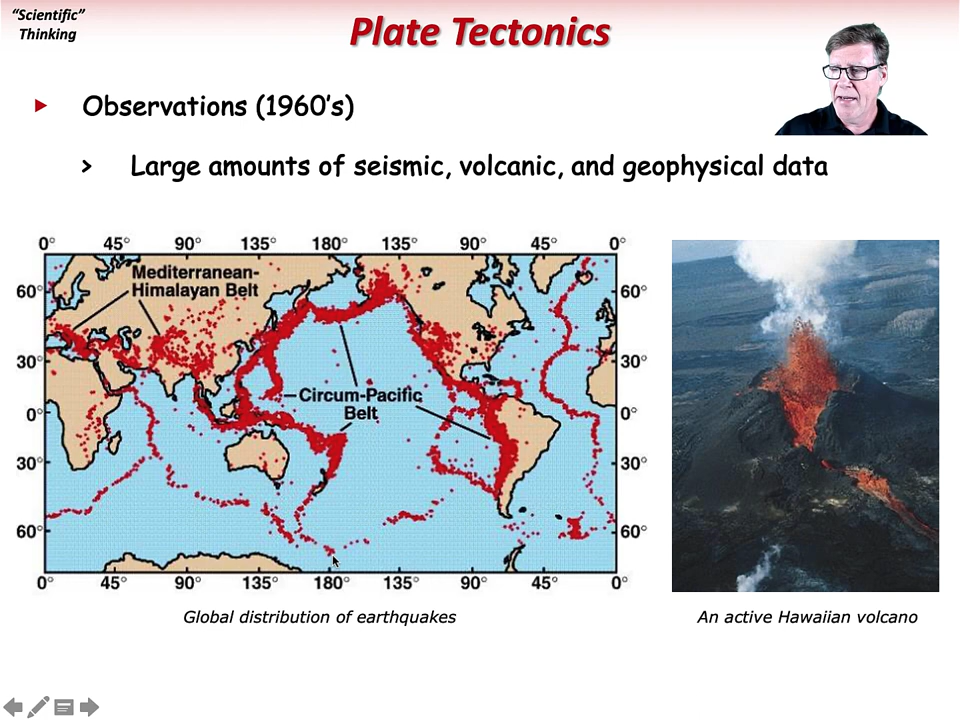 “Scientific”
Thinking
Plate Tectonics
Observations (1960’s)
> Large amounts of seismic, volcanic, and geophysical data
0° 45° 90° 135° 180° 135° 90° 45° 0°
Mediterranean-
Himalayan Belt
60° 60°
30° 30°
Circum-Pacific
Belt
0° 0°
30° 30°
60° 60°
0° 45° 90° 135° 180° 135° 90° 45° 0°
Global distribution of earthquakes
An active Hawaiian volcano